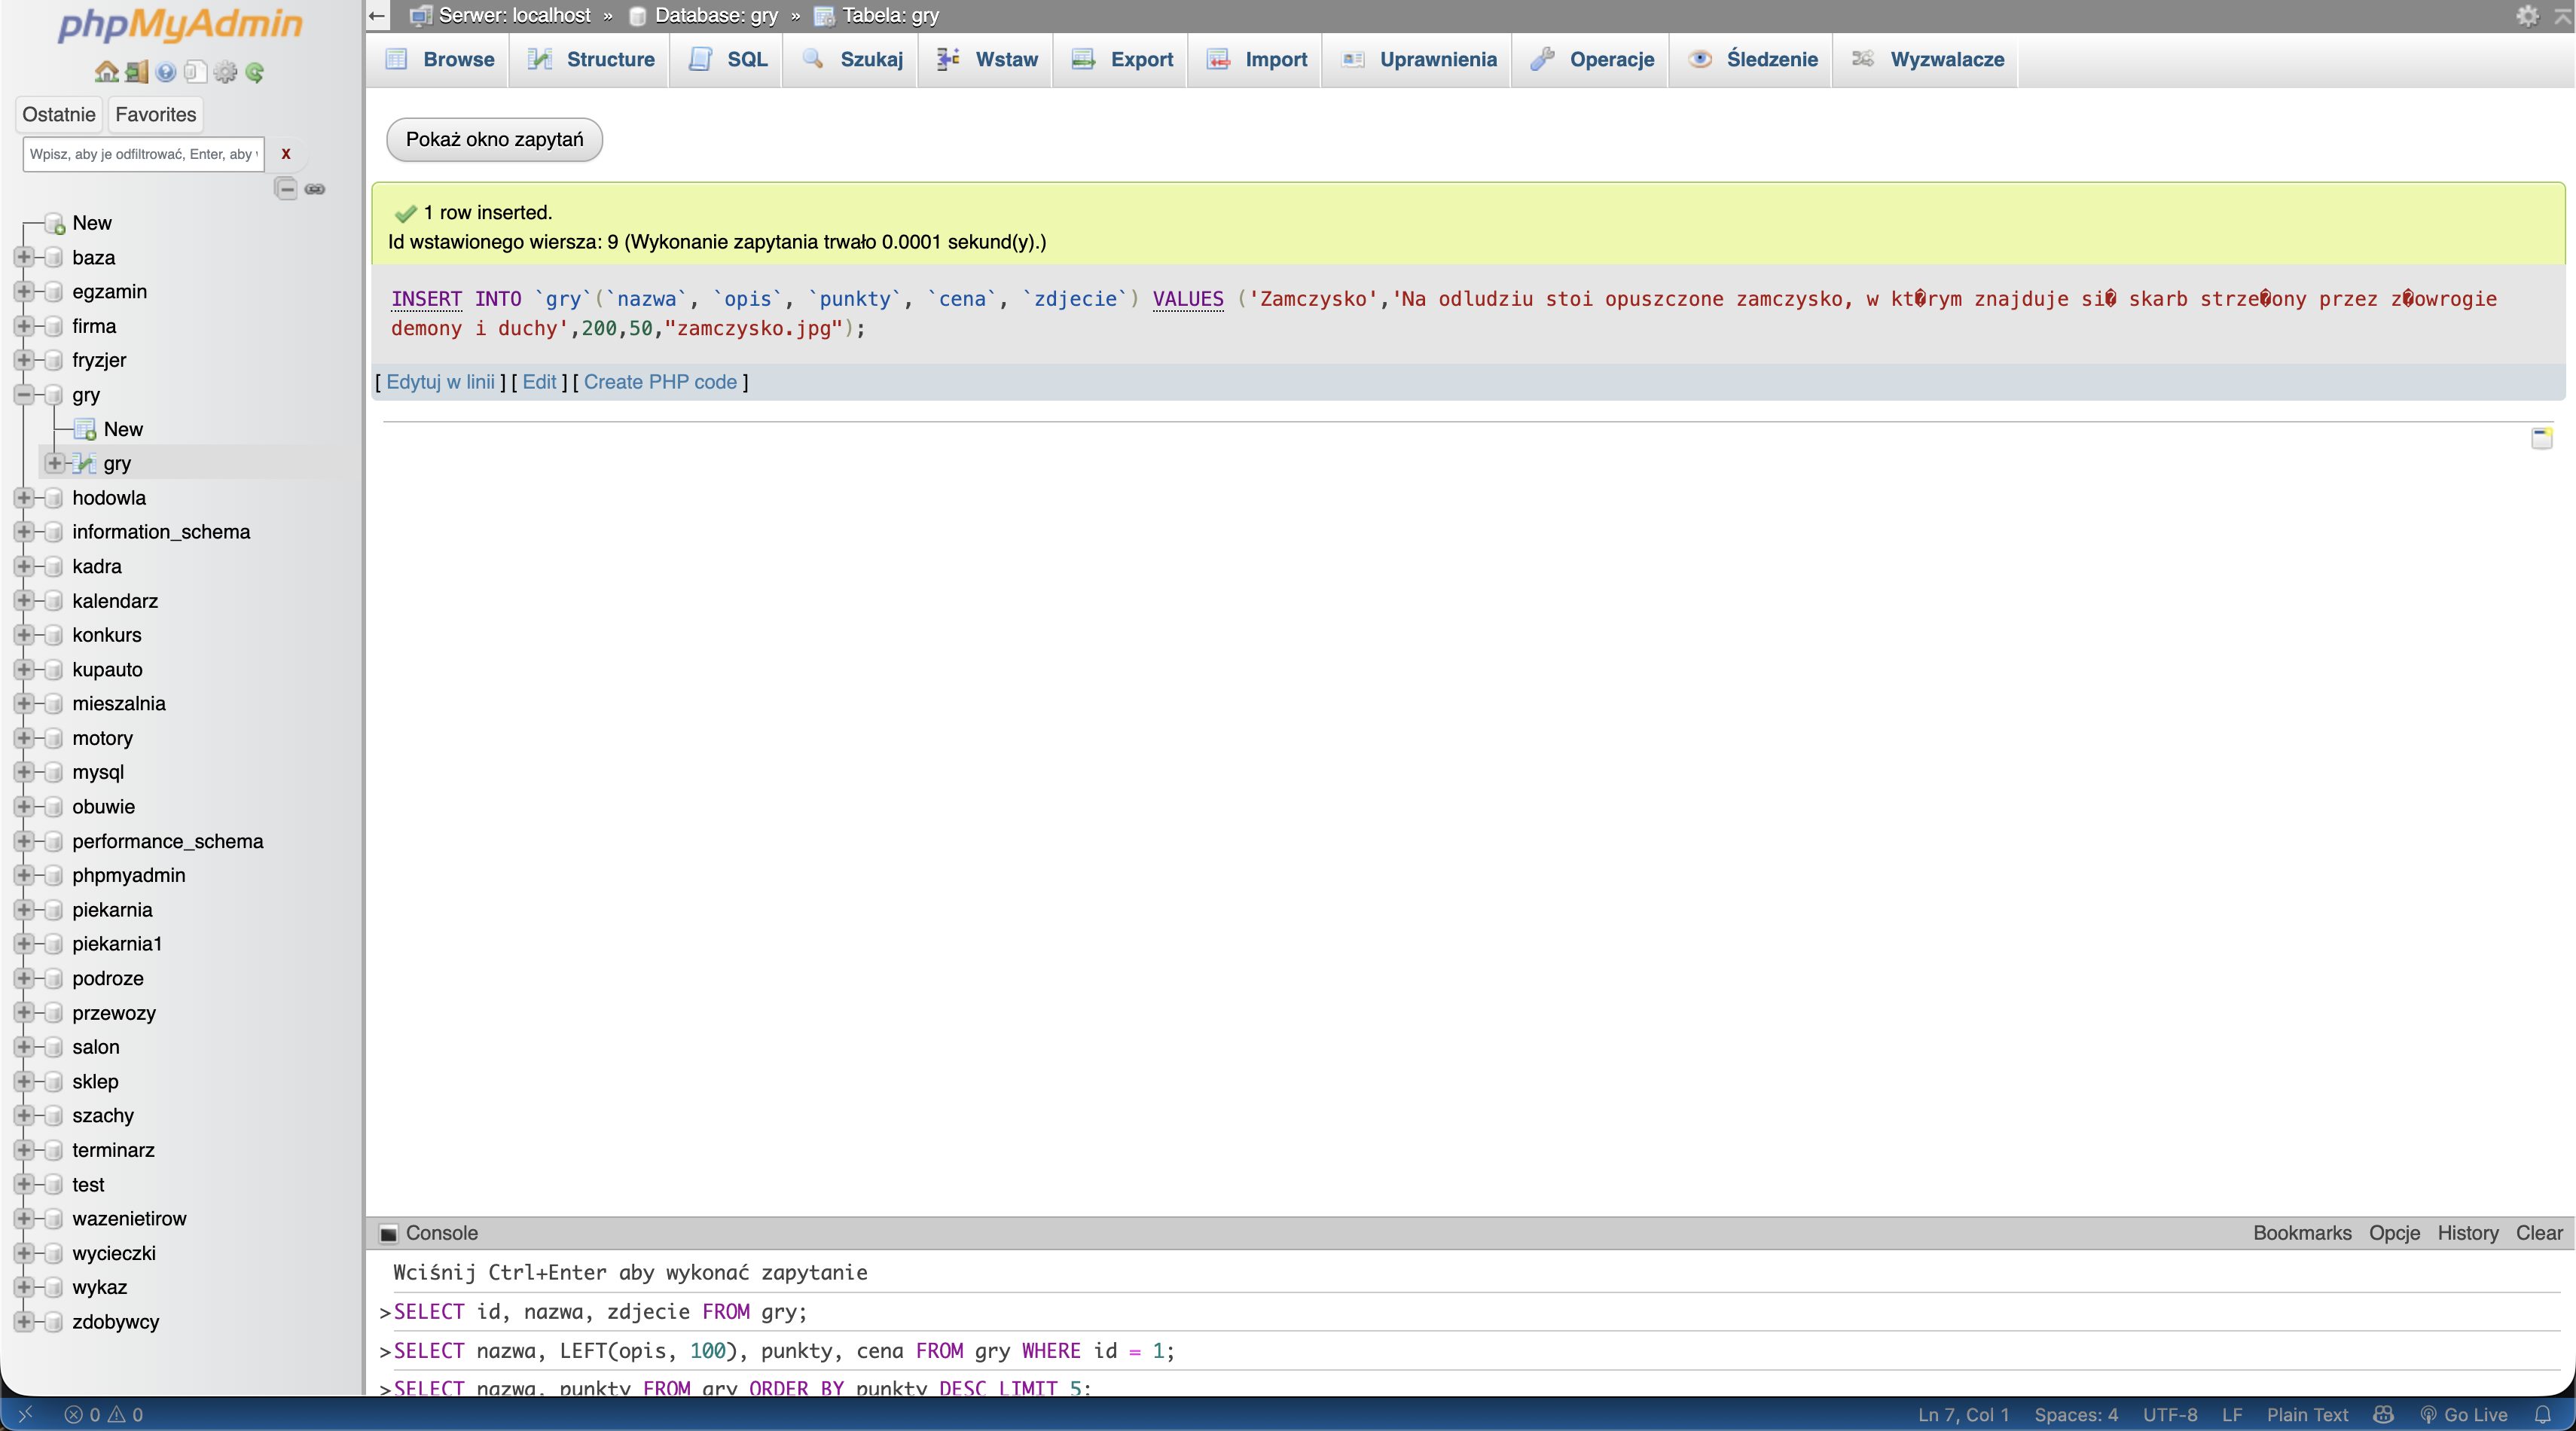 phpMyAdmin
Ostatnie Favorites
Wpisz, aby je odfiltrować, Enter, aby
X
New
baza
egzamin
firma
fryzjer
gry
New
gry
hodowla
information_schema
kadra
kalendarz
konkurs
kupauto
mieszalnia
motory
mysql
obuwie
performance_schema
phpmyadmin
piekarnia
piekarnia1
podroze
przewozy
salon
sklep
szachy
terminarz
test
wazenietirow
wycieczki
wykaz
zdobywcy
Serwer: localhost » Database: gry » Tabela: gry
Browse Structure SQL Szukaj Wstaw Export Import Uprawnienia Operacje Śledzenie Wyzwalacze
Pokaż okno zapytań
1 row inserted.
Id wstawionego wiersza: 9 (Wykonanie zapytania trwało 0.0001 sekund(y).)
INSERT INTO `gry`(`nazwa`, `opis`, `punkty`, `cena`, `zdjecie`) VALUES ('Zamczysko','Na odludziu stoi opuszczone zamczysko, w kt�rym znajduje si� skarb strze�ony przez z�owrogie
demony i duchy',200,50,"zamczysko.jpg");
[ Edytuj w linii ] [ Edit ] [ Create PHP code ]
Console Bookmarks Opcje History Clear
Wciśnij Ctrl+Enter aby wykonać zapytanie
>SELECT id, nazwa, zdjecie FROM gry;
>SELECT nazwa, LEFT(opis, 100), punkty, cena FROM gry WHERE id = 1;
>SELECT nazwa, punkty FROM gry ORDER BY punkty DESC LIMIT 5;
0 0 Ln 7, Col 1 Spaces: 4 UTF-8 LF Plain Text Go Live